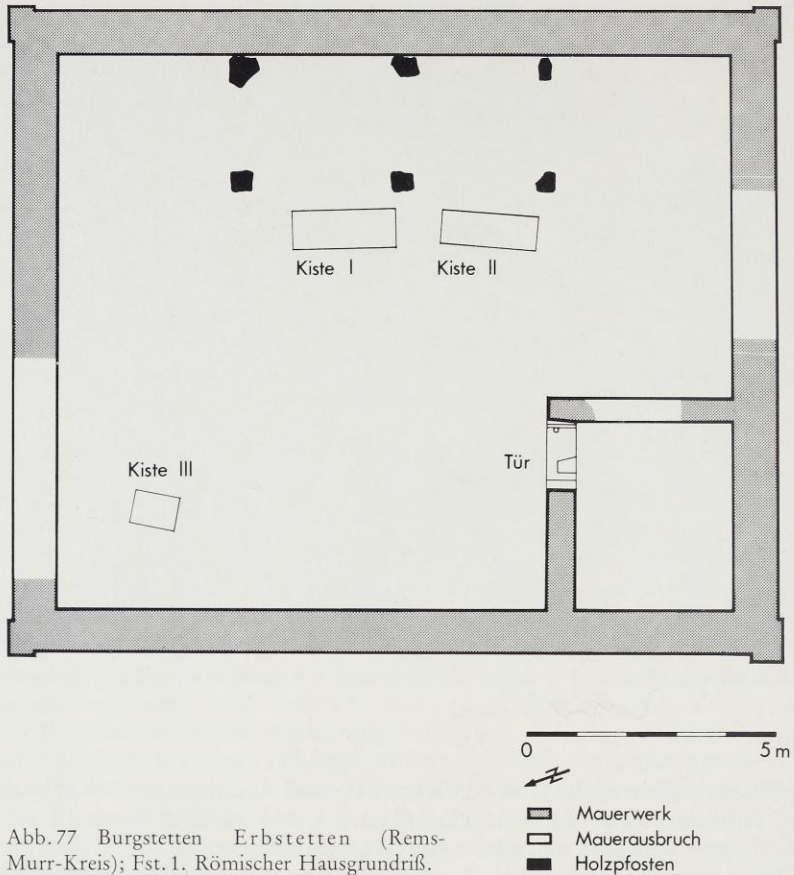 Kiste I
Kiste II
Kiste III
Tür
0 5 m
Mauerwerk
Mauerausbruch
Holzpfosten
Abb. 77 Burgstetten Erbstetten (Rems-
Murr-Kreis); Fst. 1. Römischer Hausgrundriß.